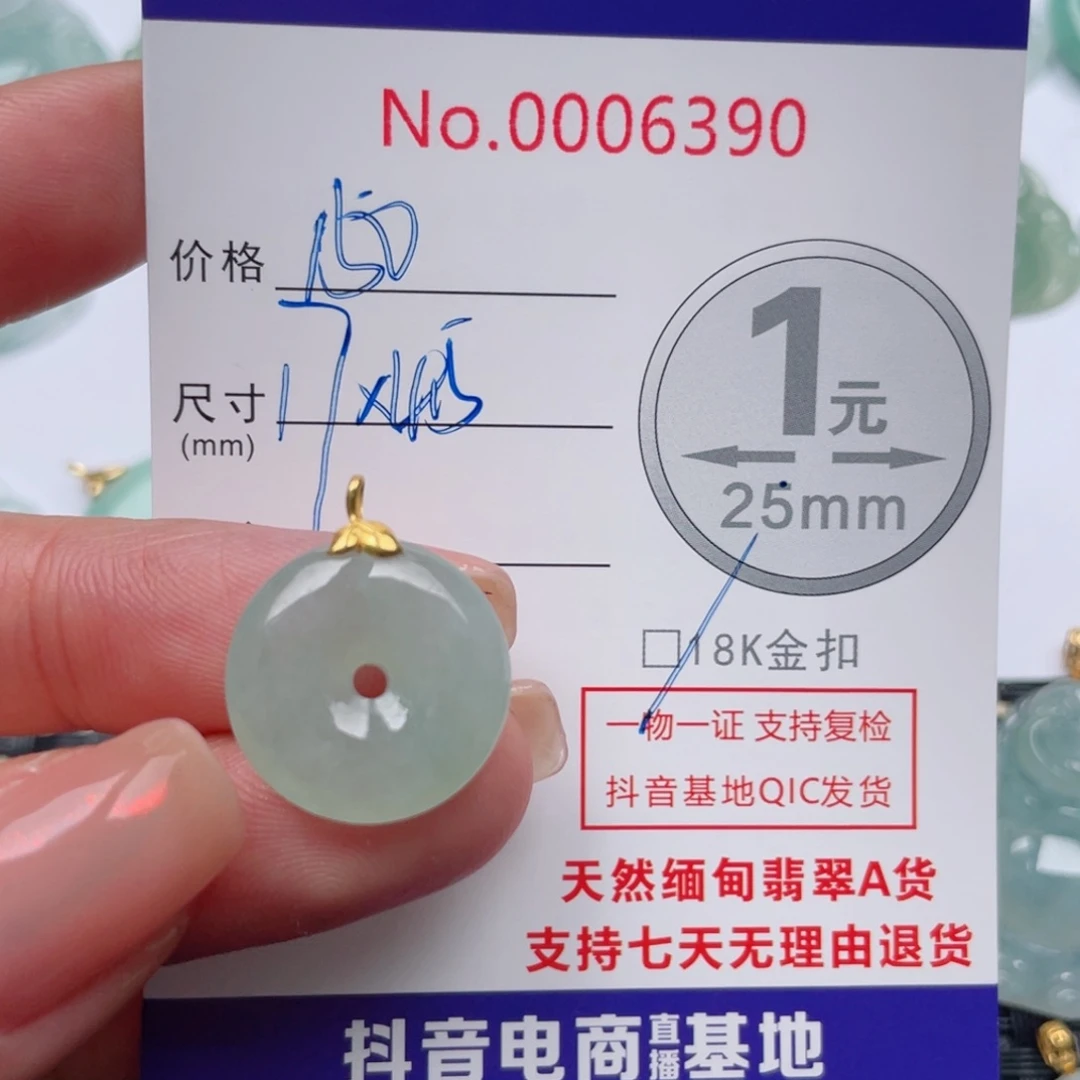 No.0006390
价格 150
尺寸
(mm)
1元
25mm
□18K金扣
一物一证 支持复检
抖音基地QIC发货
天然缅甸翡翠A货
支持七天无理由退货
抖音电商直播基地